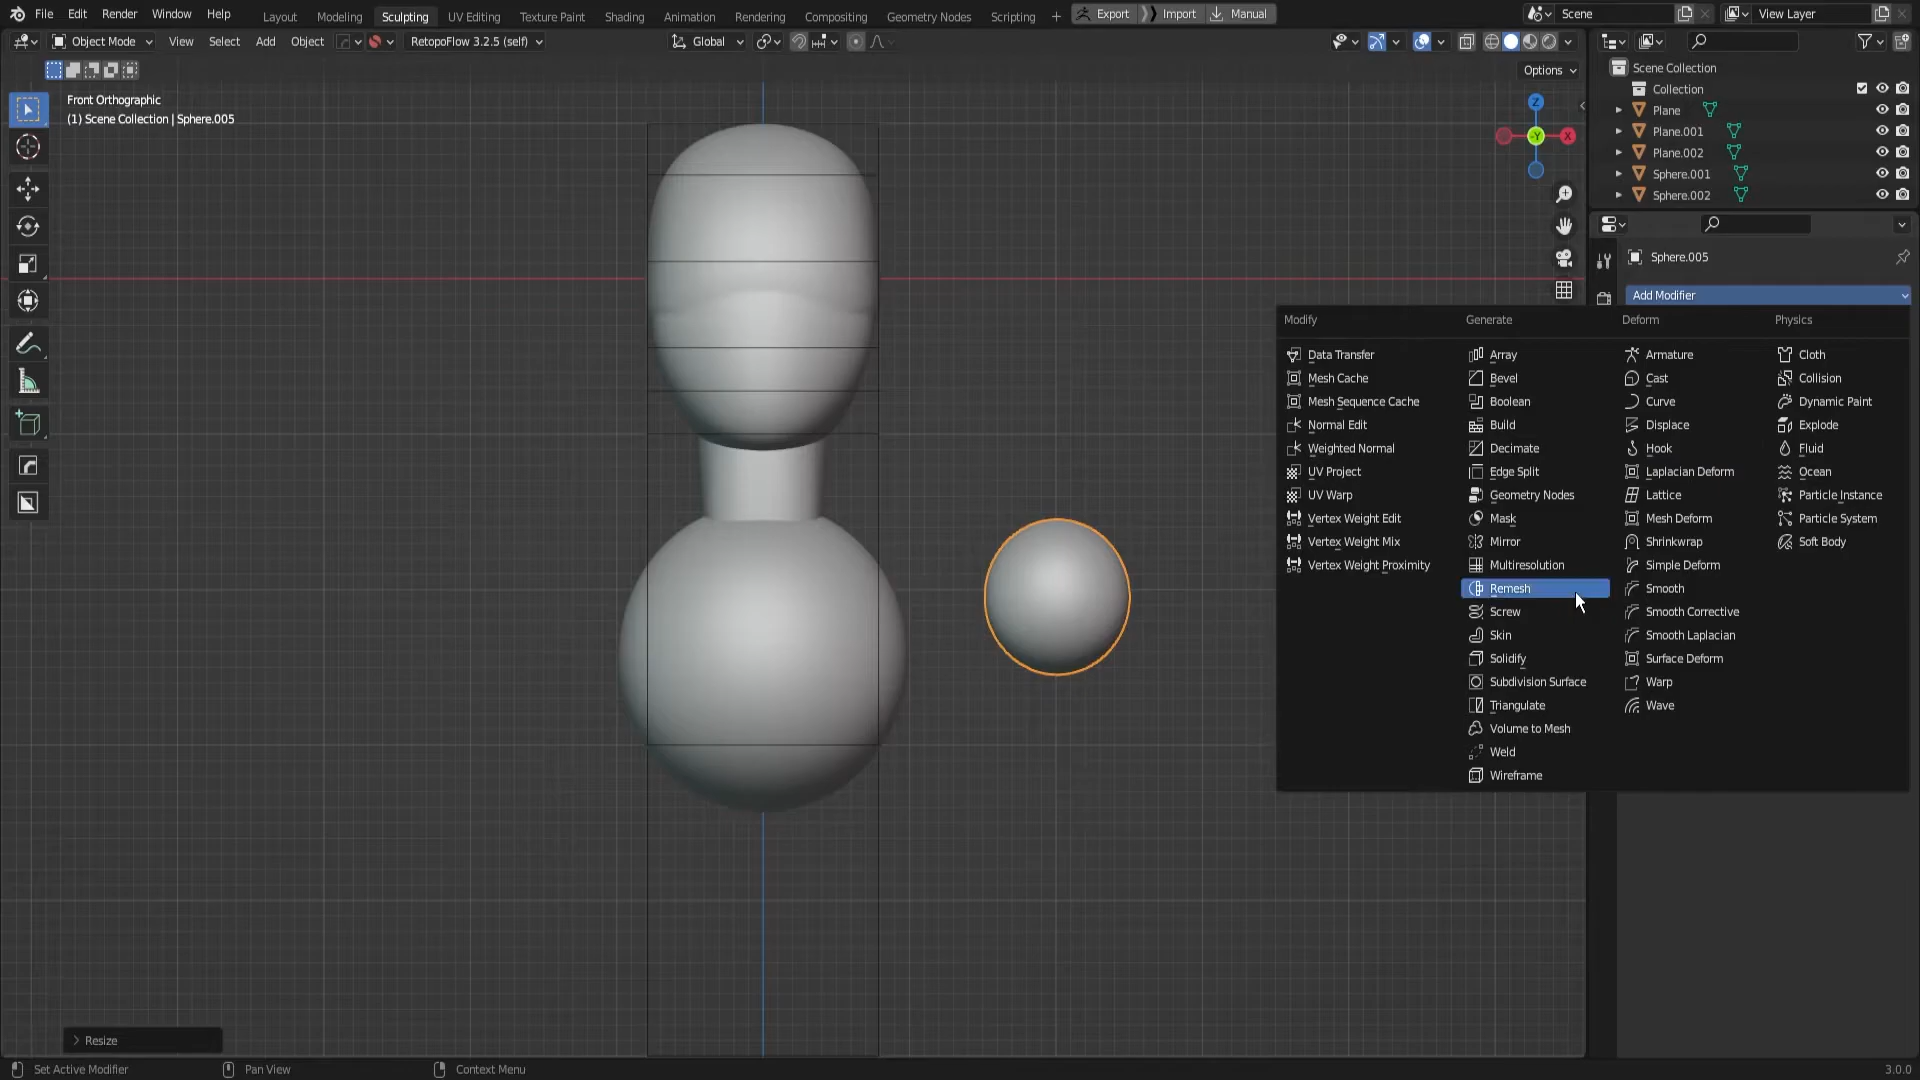 File Edit Render Window Help Layout Modeling Sculpting UV Editing Texture Paint Shading Animation Rendering Compositing Geometry Nodes Scripting + Export Import Manual Scene View Layer
Object Mode View Select Add Object RetopoFlow 3.2.5 (self) Global
Options
Front Orthographic
(1) Scene Collection | Sphere.005
Z
Y
X
Scene Collection
Collection
Plane
Plane.001
Plane.002
Sphere.001
Sphere.002
Sphere.005
Add Modifier
Modify Generate Deform Physics
Data Transfer Array Armature Cloth
Mesh Cache Bevel Cast Collision
Mesh Sequence Cache Boolean Curve Dynamic Paint
Normal Edit Build Displace Explode
Weighted Normal Decimate Hook Fluid
UV Project Edge Split Laplacian Deform Ocean
UV Warp Geometry Nodes Lattice Particle Instance
Vertex Weight Edit Mask Mesh Deform Particle System
Vertex Weight Mix Mirror Shrinkwrap Soft Body
Vertex Weight Proximity Multiresolution Simple Deform
Remesh Smooth
Screw Smooth Corrective
Skin Smooth Laplacian
Solidify Surface Deform
Subdivision Surface Warp
Triangulate Wave
Volume to Mesh
Weld
Wireframe
Resize
Set Active Modifier Pan View Context Menu 3.0.0